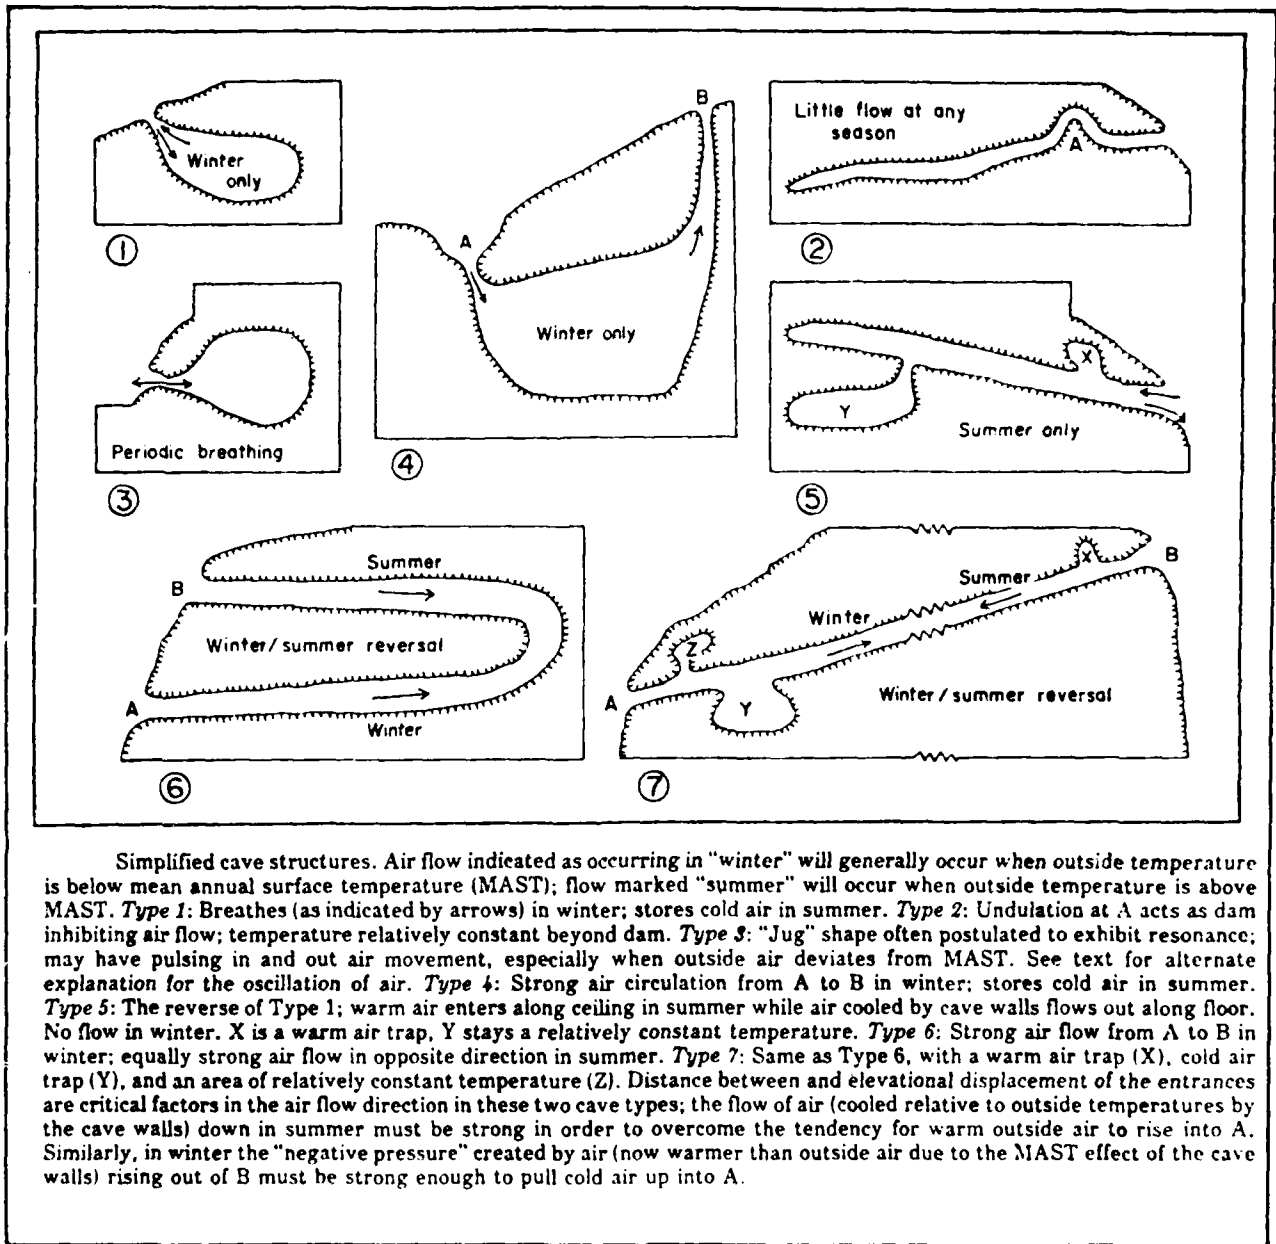 Winter
only
①
A
B
Winter only
④
Little flow at any
season
A
②
Periodic breathing
③
X
Y
Summer only
⑤
Summer
B
Winter/summer reversal
A
Winter
⑥
B
X
Summer
Winter
Z
A
Y
Winter/summer reversal
⑦
Simplified cave structures. Air flow indicated as occurring in "winter" will generally occur when outside temperature
is below mean annual surface temperature (MAST); flow marked "summer" will occur when outside temperature is above
MAST. Type 1: Breathes (as indicated by arrows) in winter; stores cold air in summer. Type 2: Undulation at A acts as dam
inhibiting air flow; temperature relatively constant beyond dam. Type 3: "Jug" shape often postulated to exhibit resonance;
may have pulsing in and out air movement, especially when outside air deviates from MAST. See text for alternate
explanation for the oscillation of air. Type 4: Strong air circulation from A to B in winter; stores cold air in summer.
Type 5: The reverse of Type 1; warm air enters along ceiling in summer while air cooled by cave walls flows out along floor.
No flow in winter. X is a warm air trap, Y stays a relatively constant temperature. Type 6: Strong air flow from A to B in
winter; equally strong air flow in opposite direction in summer. Type 7: Same as Type 6, with a warm air trap (X), cold air
trap (Y), and an area of relatively constant temperature (Z). Distance between and elevational displacement of the entrances
are critical factors in the air flow direction in these two cave types; the flow of air (cooled relative to outside temperatures by
the cave walls) down in summer must be strong in order to overcome the tendency for warm outside air to rise into A.
Similarly, in winter the "negative pressure" created by air (now warmer than outside air due to the MAST effect of the cave
walls) rising out of B must be strong enough to pull cold air up into A.